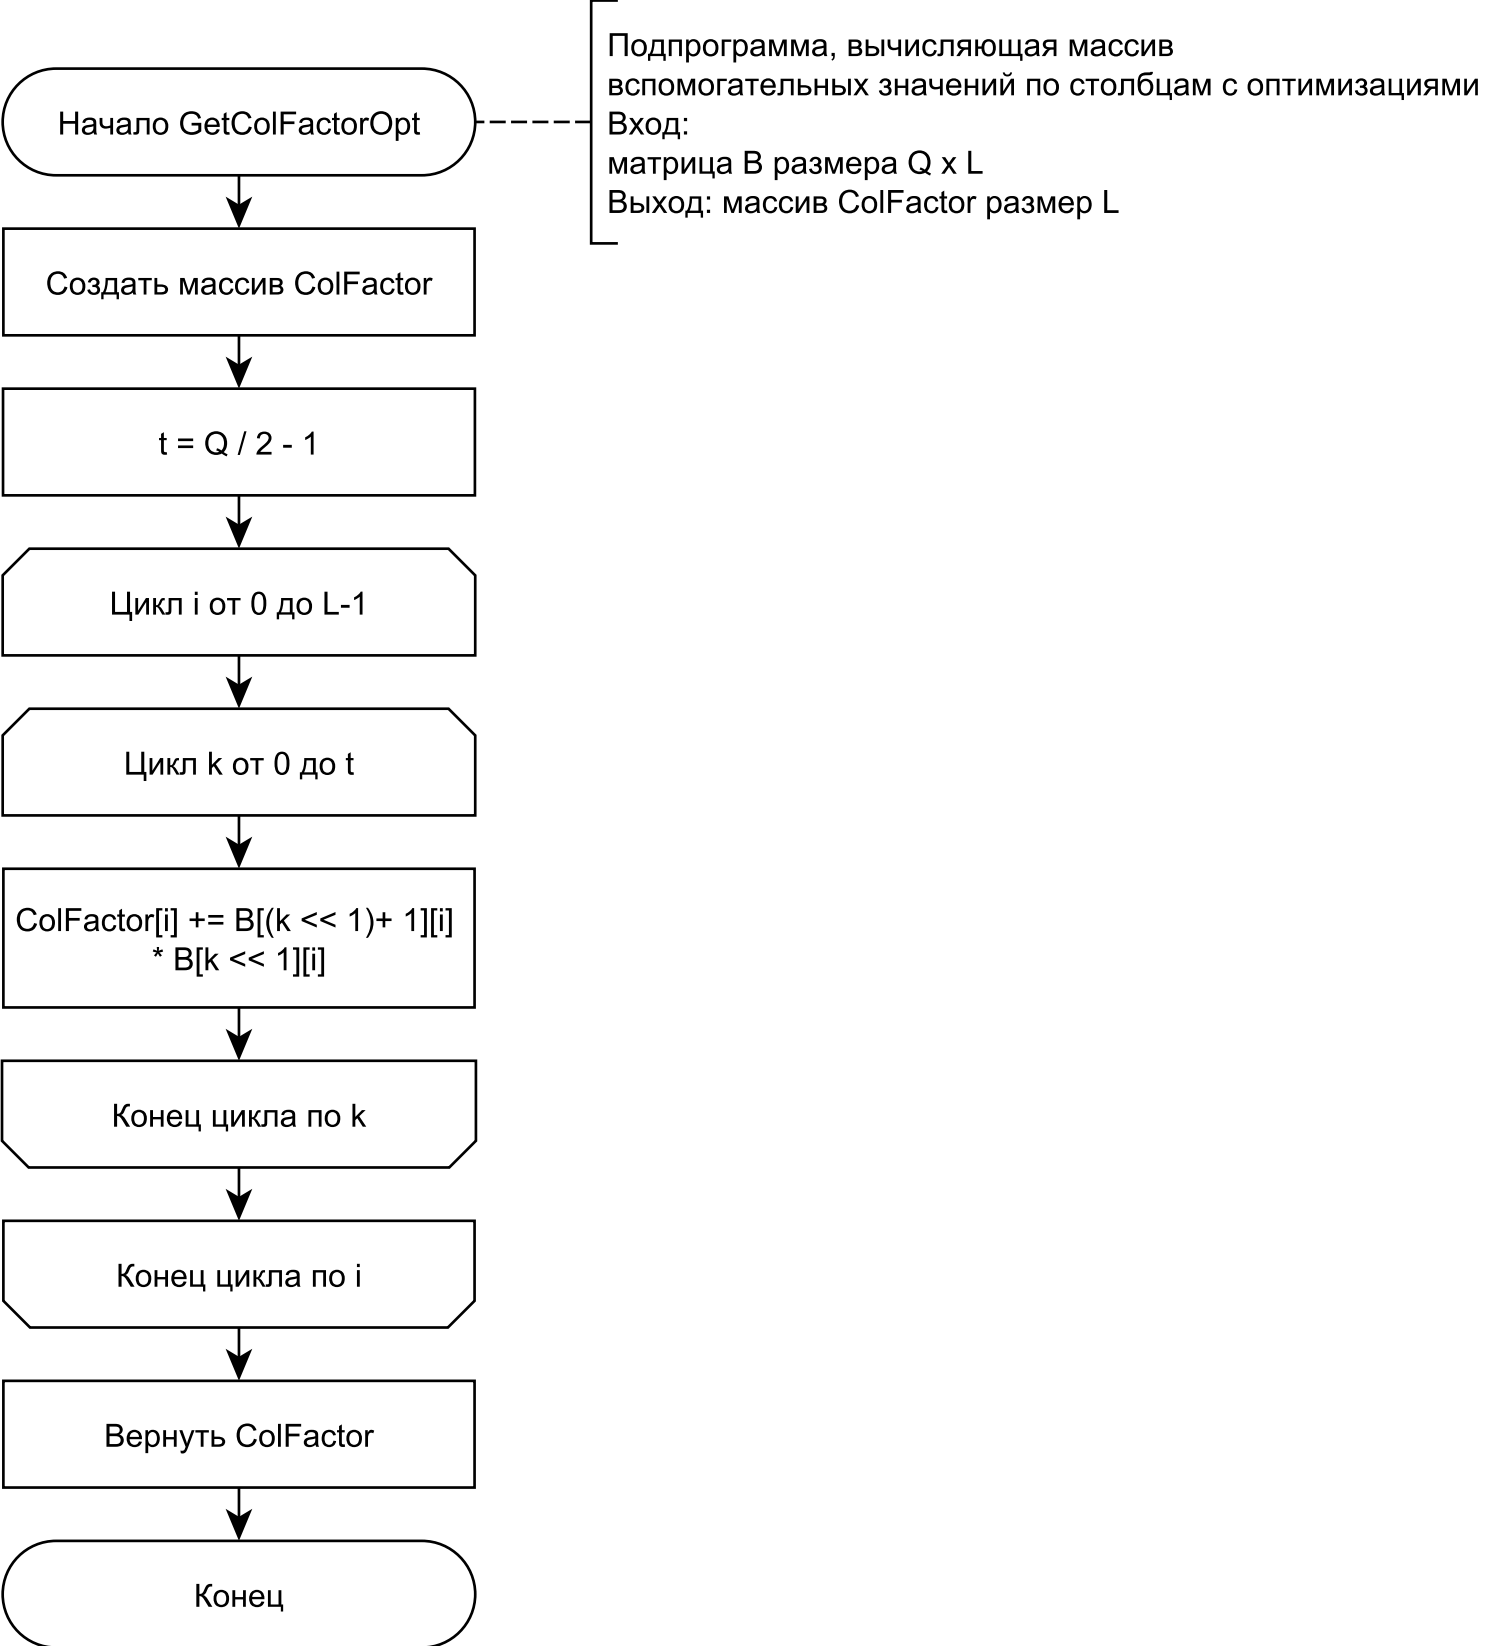 Начало GetColFactorOpt
Подпрограмма, вычисляющая массив
вспомогательных значений по столбцам с оптимизациями
Вход:
матрица B размера Q x L
Выход: массив ColFactor размер L
Создать массив ColFactor
t = Q / 2 - 1
Цикл i от 0 до L-1
Цикл k от 0 до t
ColFactor[i] += B[(k << 1)+ 1][i]
* B[k << 1][i]
Конец цикла по k
Конец цикла по i
Вернуть ColFactor
Конец